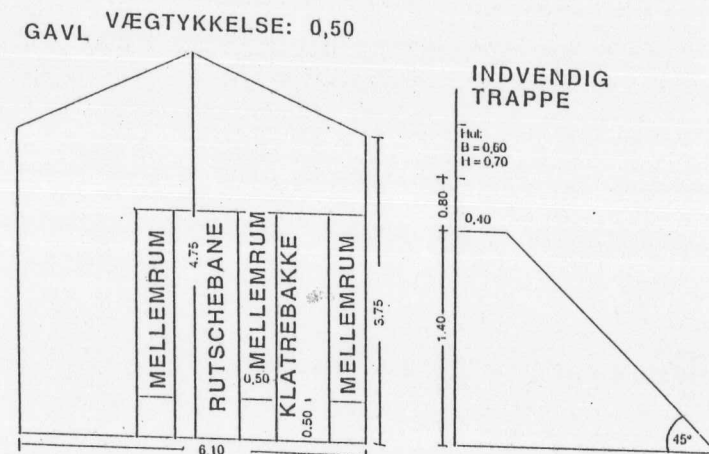 GAVL VÆGTYKKELSE: 0,50
MELLEMRUM
4.75
RUTSCHEBANE
MELLEMRUM
0,50
KLATREBAKKE
0.50
MELLEMRUM
3.75
6.10
INDVENDIG
TRAPPE
Hul:
B = 0,60
H = 0,70
0.80
0,40
1.40
45°